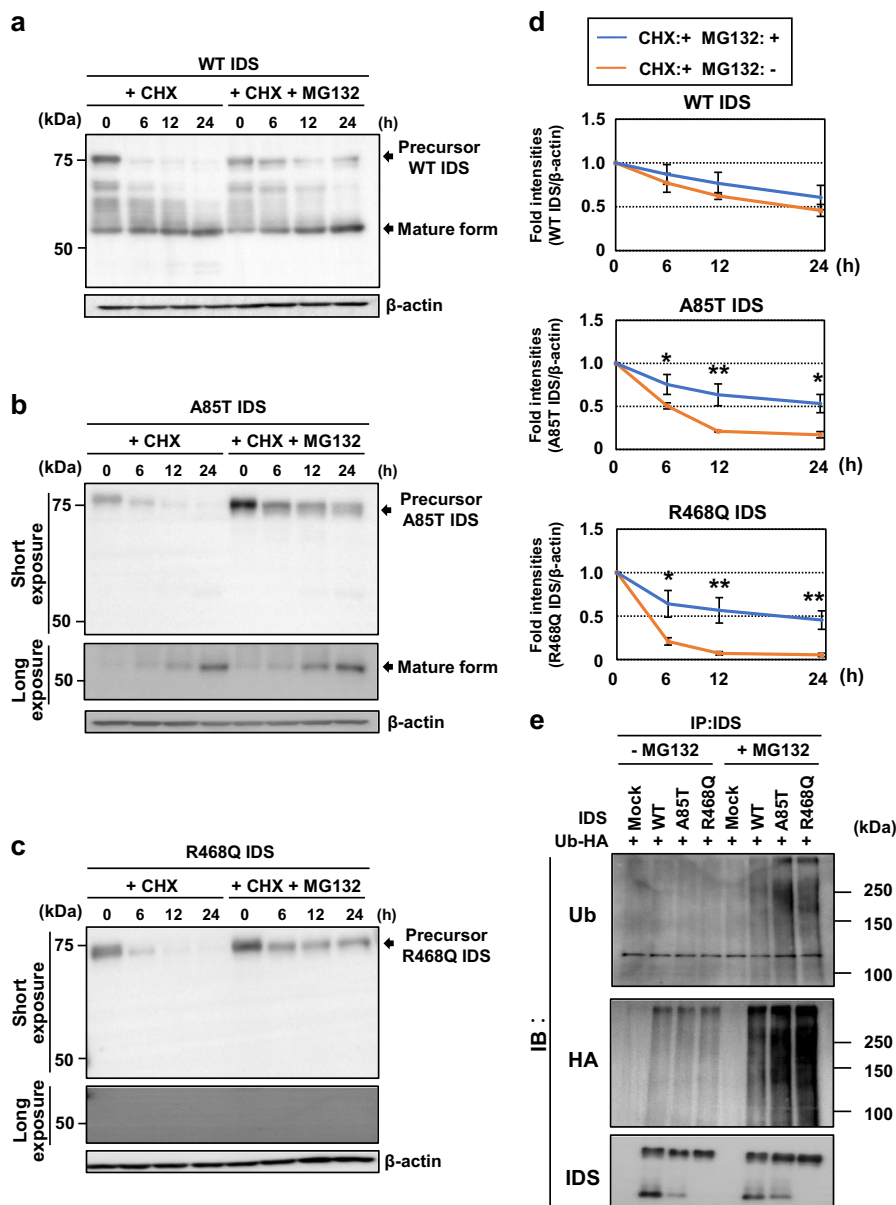 a
WT IDS
+ CHX + CHX + MG132
(kDa) 0 6 12 24 0 6 12 24 (h)
75
Precursor
WT IDS
Mature form
50
β-actin
b
A85T IDS
+ CHX + CHX + MG132
(kDa) 0 6 12 24 0 6 12 24 (h)
Short
exposure
75
Precursor
A85T IDS
50
Long
exposure
50
Mature form
β-actin
c
R468Q IDS
+ CHX + CHX + MG132
(kDa) 0 6 12 24 0 6 12 24 (h)
Short
exposure
75
Precursor
R468Q IDS
50
Long
exposure
50
β-actin
d
CHX:+ MG132: +
CHX:+ MG132: -
WT IDS
Fold intensities
(WT IDS/β-actin)
1.5
1.0
0.5
0
0 6 12 24 (h)
A85T IDS
Fold intensities
(A85T IDS/β-actin)
1.5
1.0
0.5
0
* ** *
0 6 12 24 (h)
R468Q IDS
Fold intensities
(R468Q IDS/β-actin)
1.5
1.0
0.5
0
* ** **
0 6 12 24 (h)
e
IP:IDS
- MG132 + MG132
IDS Mock WT A85T R468Q Mock WT A85T R468Q (kDa)
Ub-HA + + + + + + + +
IB :
Ub
250
150
100
HA
250
150
100
IDS